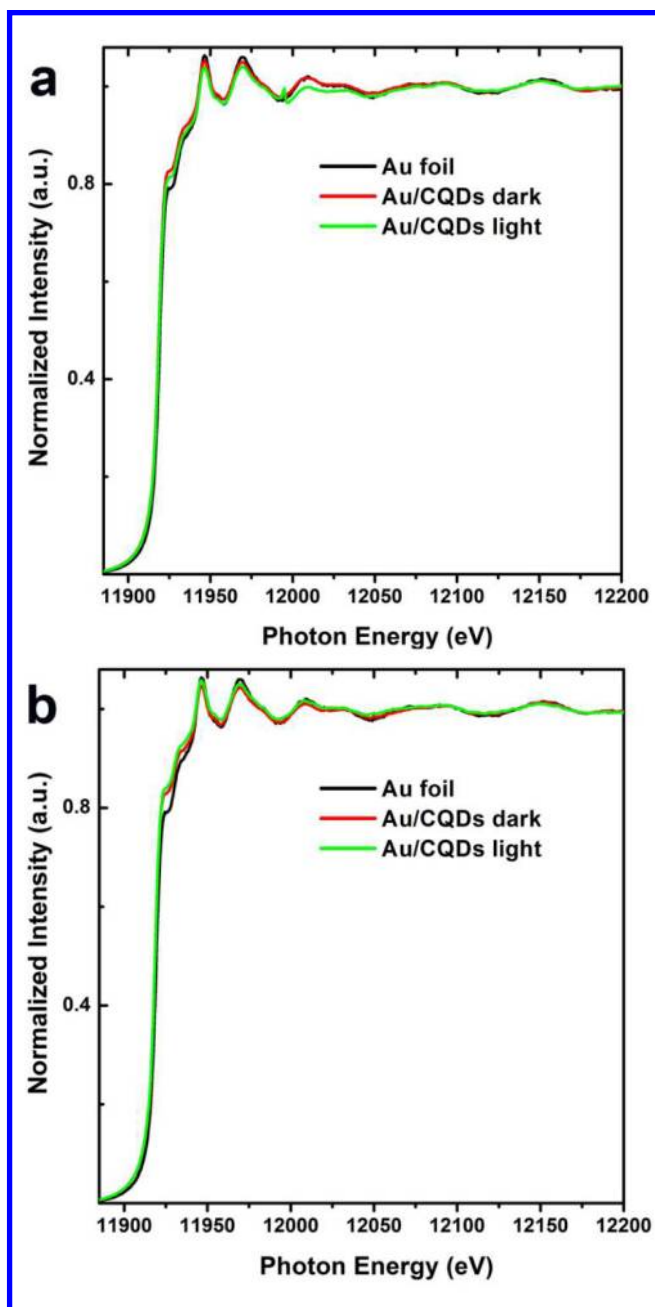 a
Normalized Intensity (a.u.)
0.8
0.4
Au foil
Au/CQDs dark
Au/CQDs light
11900 11950 12000 12050 12100 12150 12200
Photon Energy (eV)
b
Normalized Intensity (a.u.)
0.8
0.4
Au foil
Au/CQDs dark
Au/CQDs light
11900 11950 12000 12050 12100 12150 12200
Photon Energy (eV)